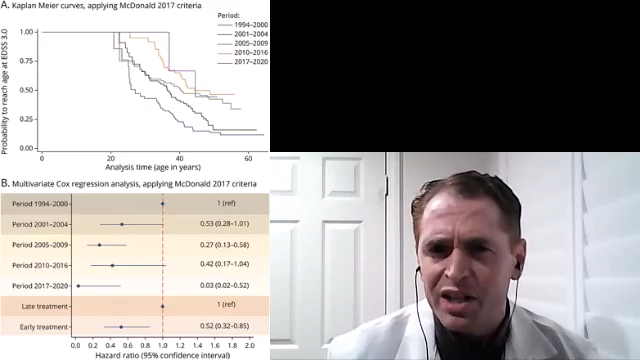 A. Kaplan Meier curves, applying McDonald 2017 criteria
Period:
1994–2000
2001–2004
2005–2009
2010–2016
2017–2020
Probability to reach age at EDSS 3.0
1.00
0.75
0.50
0.25
0.00
0 20 40 60
Analysis time (age in years)
B. Multivariate Cox regression analysis, applying McDonald 2017 criteria
Period 1994–2000 1 (ref)
Period 2001–2004 0.53 (0.28–1.01)
Period 2005–2009 0.27 (0.13–0.58)
Period 2010–2016 0.42 (0.17–1.04)
Period 2017–2020 0.03 (0.02–0.52)
Late treatment 1 (ref)
Early treatment 0.52 (0.32–0.85)
0.0 0.2 0.4 0.6 0.8 1.0 1.2 1.4 1.6 1.8 2.0
Hazard ratio (95% confidence interval)